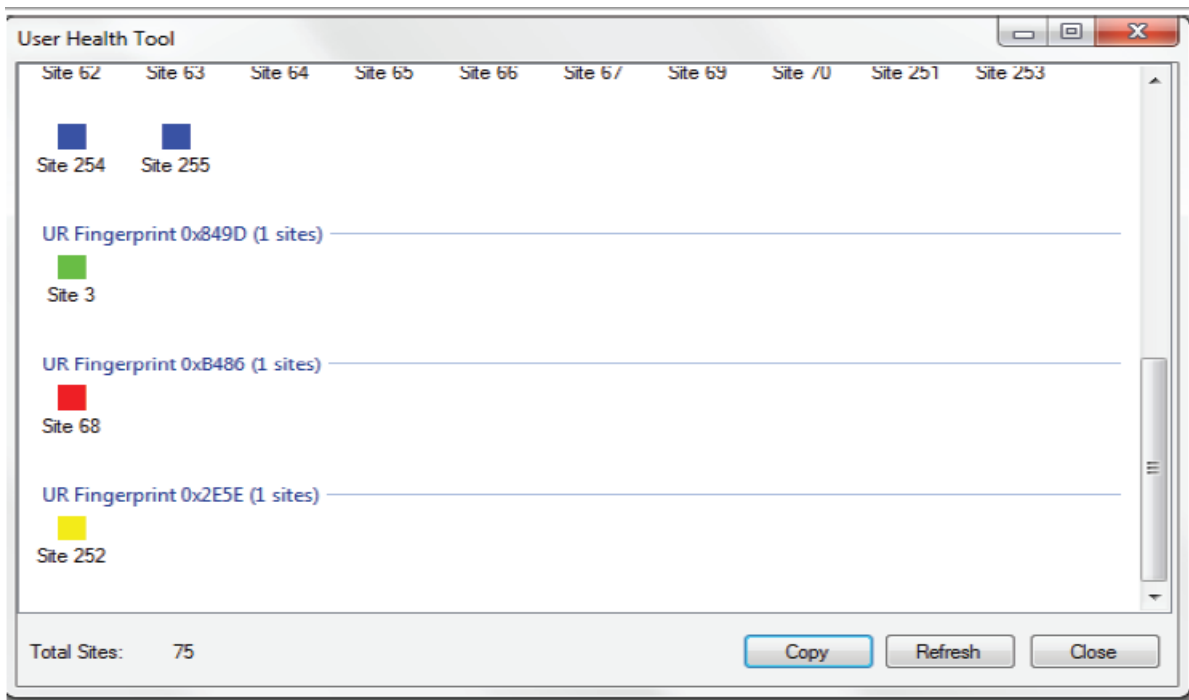 User Health Tool
Site 62 Site 63 Site 64 Site 65 Site 66 Site 67 Site 69 Site 70 Site 251 Site 253
Site 254 Site 255
UR Fingerprint 0x849D (1 sites)
Site 3
UR Fingerprint 0xB486 (1 sites)
Site 68
UR Fingerprint 0x2E5E (1 sites)
Site 252
Total Sites: 75 Copy Refresh Close